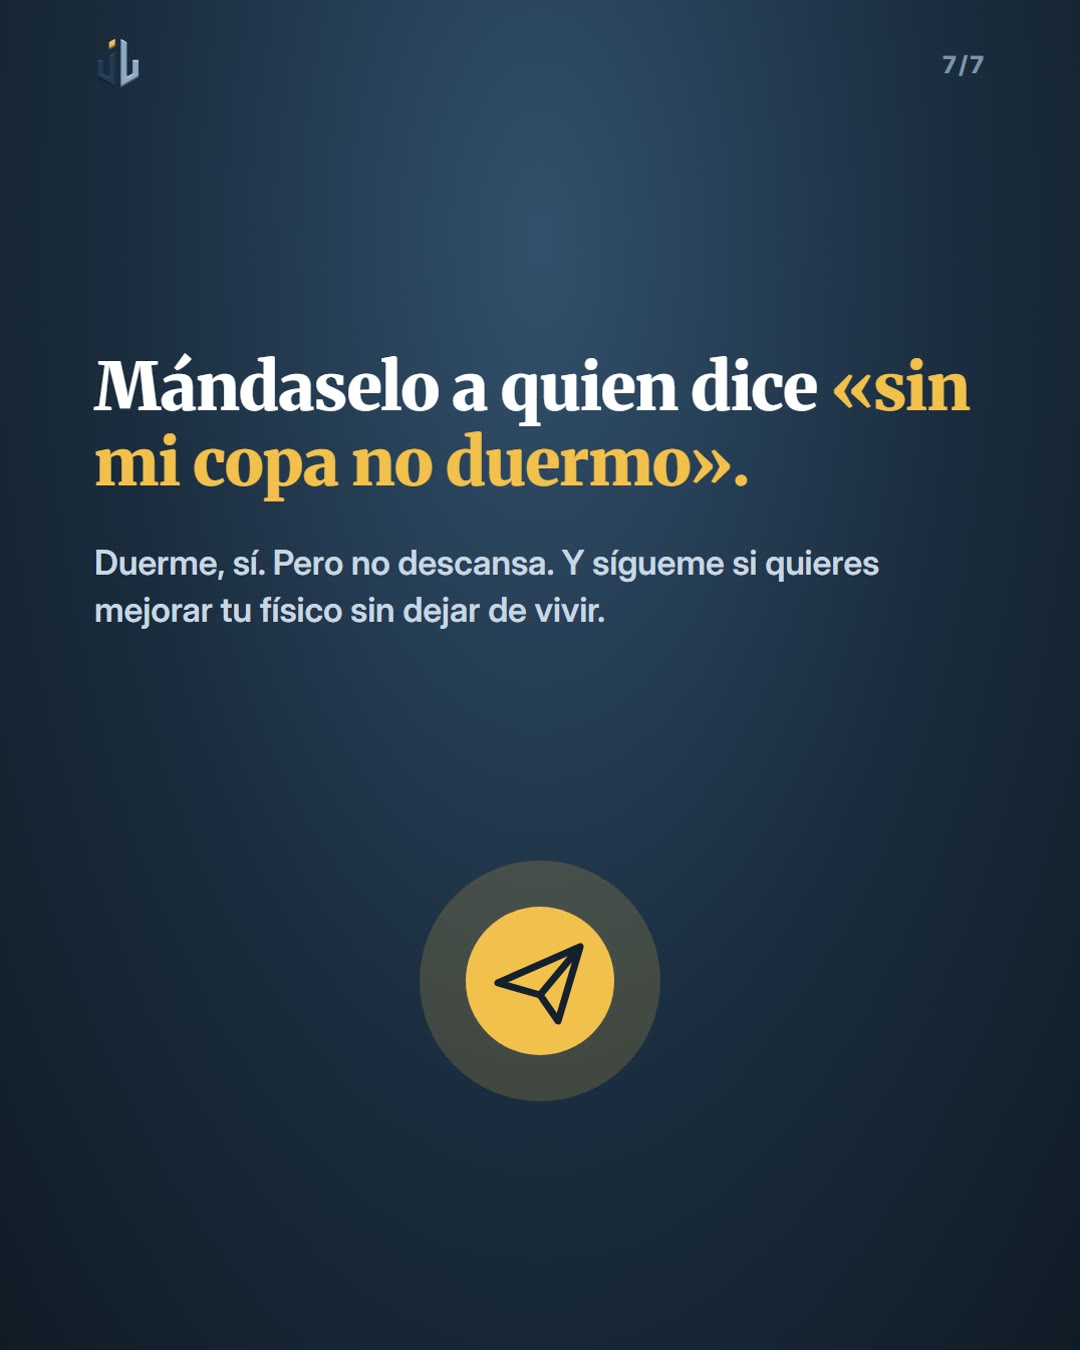 7/7
Mándaselo a quien dice «sin
mi copa no duermo».
Duerme, sí. Pero no descansa. Y sígueme si quieres
mejorar tu físico sin dejar de vivir.